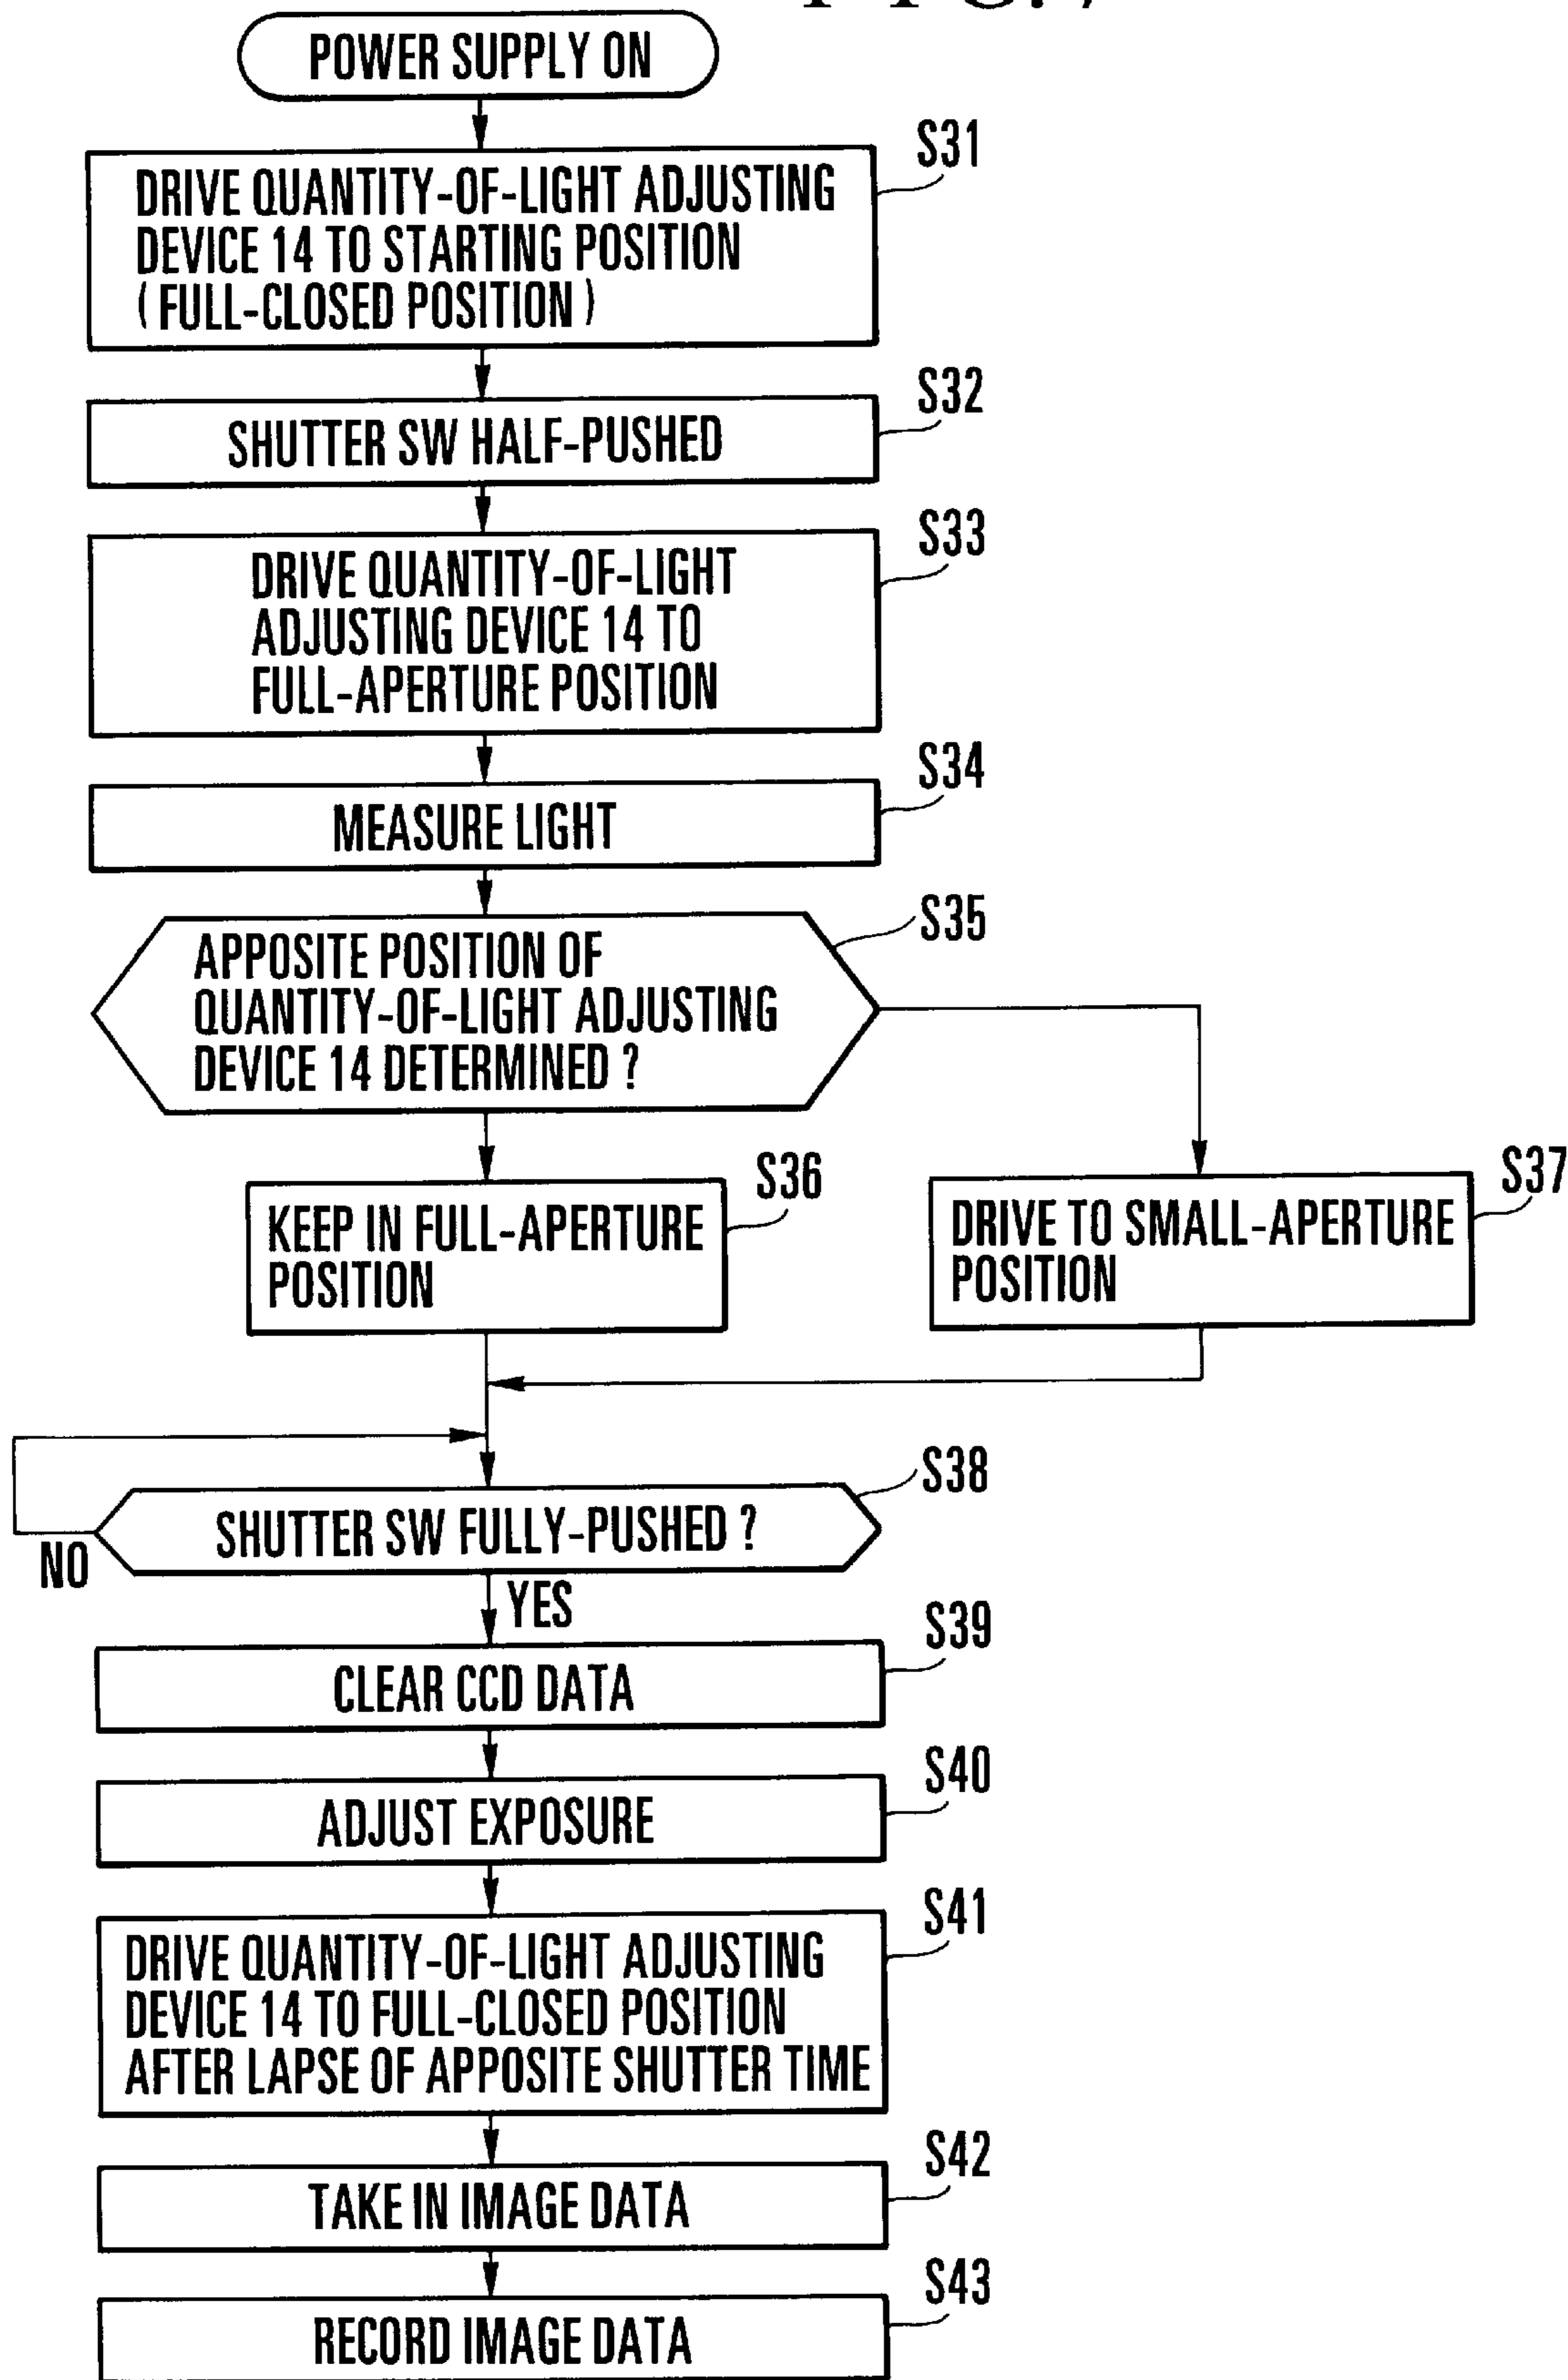 FIG. 7
POWER SUPPLY ON
S31
DRIVE QUANTITY-OF-LIGHT ADJUSTING
DEVICE 14 TO STARTING POSITION
(FULL-CLOSED POSITION)
S32
SHUTTER SW HALF-PUSHED
S33
DRIVE QUANTITY-OF-LIGHT
ADJUSTING DEVICE 14 TO
FULL-APERTURE POSITION
S34
MEASURE LIGHT
S35
APPOSITE POSITION OF
QUANTITY-OF-LIGHT ADJUSTING
DEVICE 14 DETERMINED ?
S36
KEEP IN FULL-APERTURE
POSITION
S37
DRIVE TO SMALL-APERTURE
POSITION
S38
SHUTTER SW FULLY-PUSHED ?
NO
YES
S39
CLEAR CCD DATA
S40
ADJUST EXPOSURE
S41
DRIVE QUANTITY-OF-LIGHT ADJUSTING
DEVICE 14 TO FULL-CLOSED POSITION
AFTER LAPSE OF APPOSITE SHUTTER TIME
S42
TAKE IN IMAGE DATA
S43
RECORD IMAGE DATA